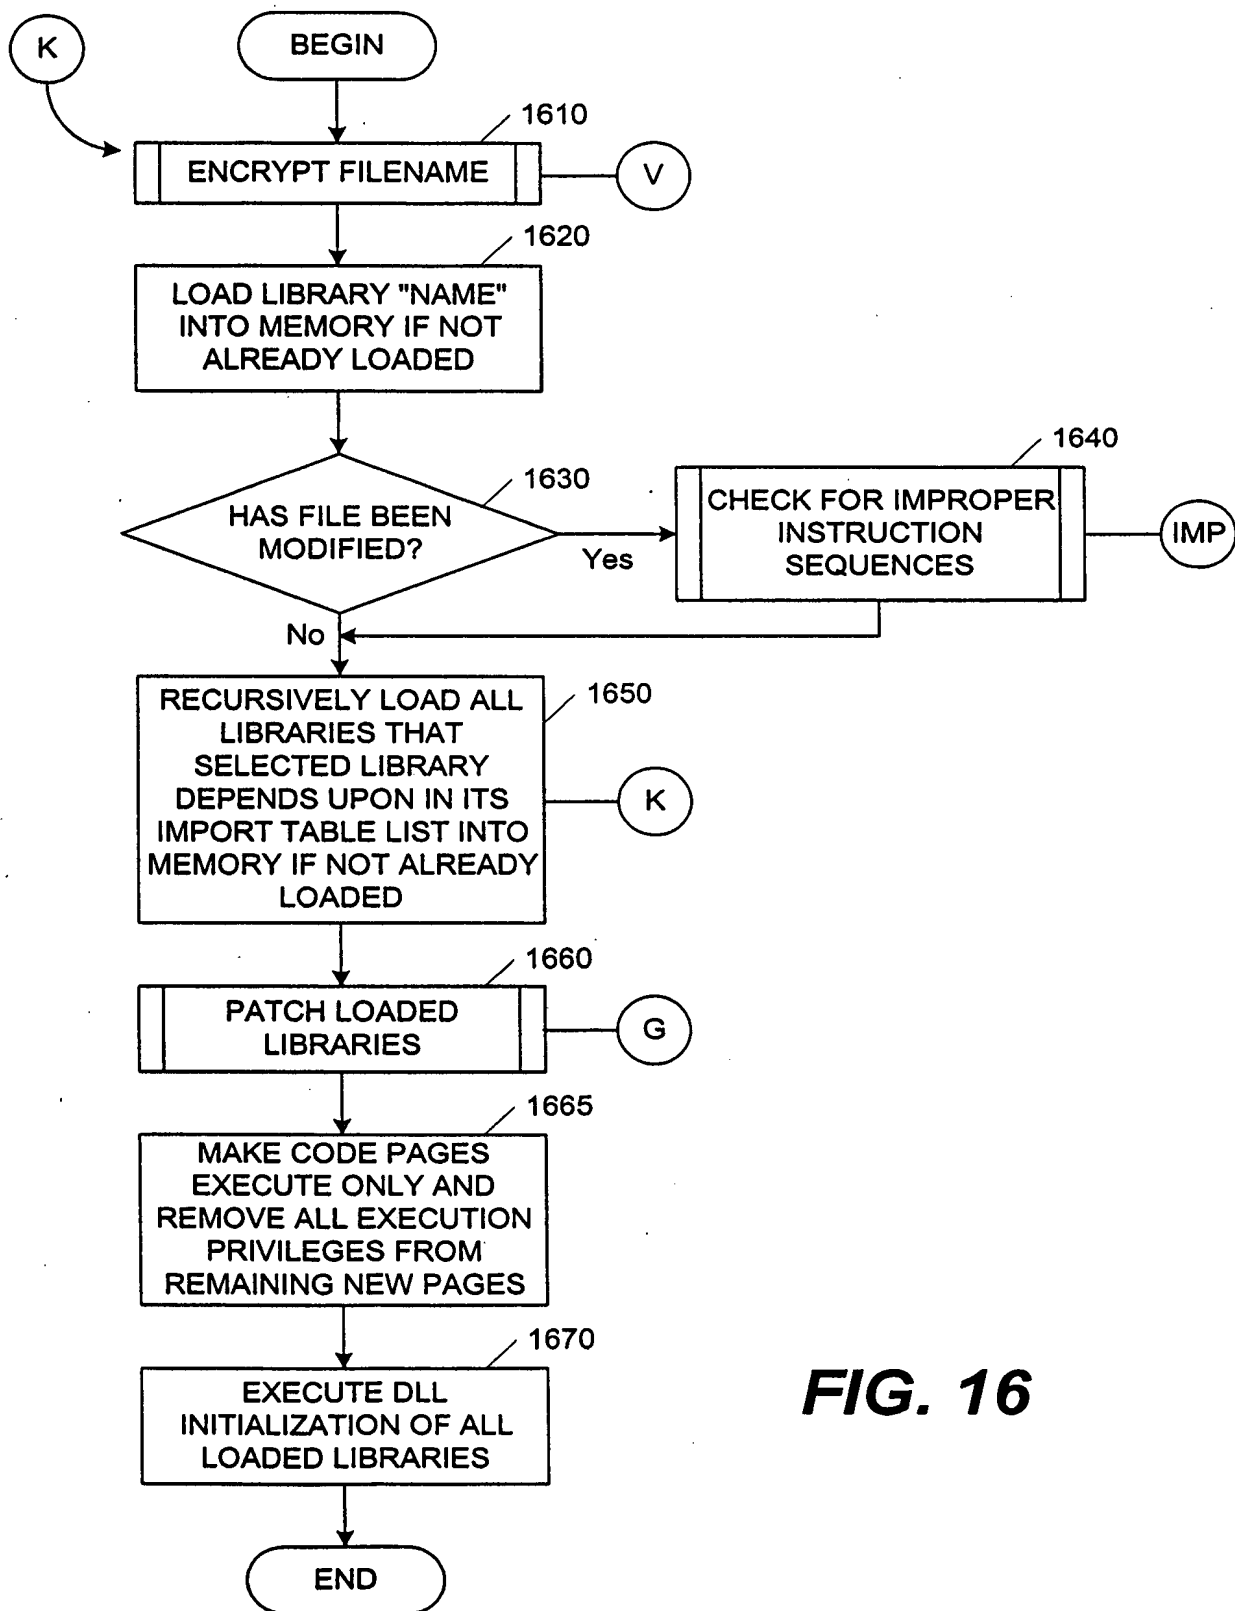 K
BEGIN
1610
ENCRYPT FILENAME
V
1620
LOAD LIBRARY "NAME"
INTO MEMORY IF NOT
ALREADY LOADED
1630
HAS FILE BEEN
MODIFIED?
Yes
1640
CHECK FOR IMPROPER
INSTRUCTION
SEQUENCES
IMP
No
1650
RECURSIVELY LOAD ALL
LIBRARIES THAT
SELECTED LIBRARY
DEPENDS UPON IN ITS
IMPORT TABLE LIST INTO
MEMORY IF NOT ALREADY
LOADED
K
1660
PATCH LOADED
LIBRARIES
G
1665
MAKE CODE PAGES
EXECUTE ONLY AND
REMOVE ALL EXECUTION
PRIVILEGES FROM
REMAINING NEW PAGES
1670
EXECUTE DLL
INITIALIZATION OF ALL
LOADED LIBRARIES
END
FIG. 16